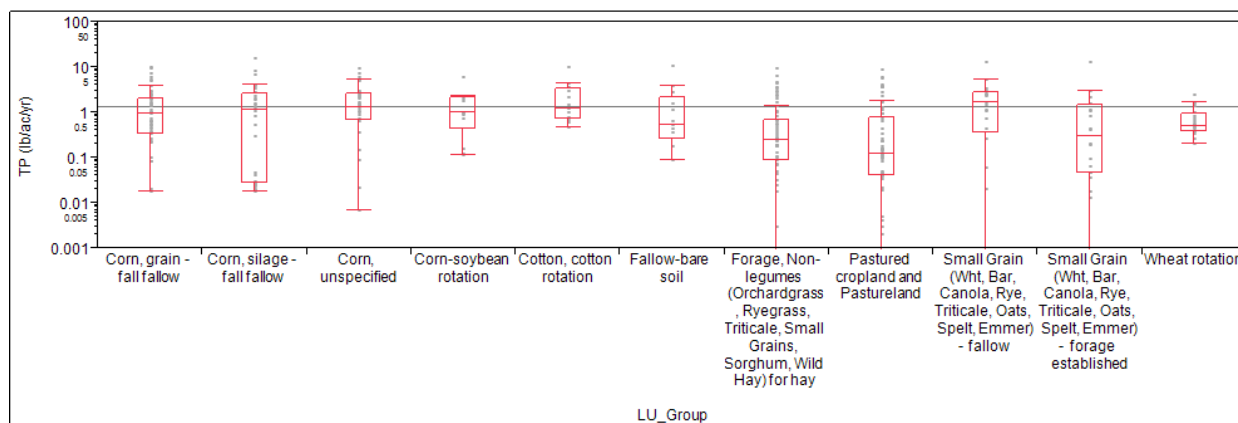 100
50
10
5
1
0.5
0.1
0.05
0.01
0.005
0.001
TP (lb/ac/yr)
Corn, grain -
fall fallow
Corn, silage -
fall fallow
Corn,
unspecified
Corn-soybean
rotation
Cotton, cotton
rotation
Fallow-bare
soil
Forage, Non-
legumes
(Orchardgrass
, Ryegrass,
Triticale, Small
Grains,
Sorghum, Wild
Hay) for hay
Pastured
cropland and
Pastureland
Small Grain
(Wht, Bar,
Canola, Rye,
Triticale, Oats,
Spelt, Emmer)
- fallow
Small Grain
(Wht, Bar,
Canola, Rye,
Triticale, Oats,
Spelt, Emmer)
- forage
established
Wheat rotation
LU_Group